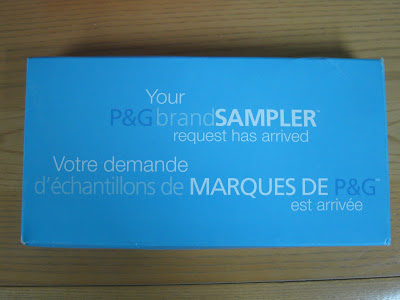 Your
P&G brandSAMPLER™
request has arrived
Votre demande
d'échantillons de MARQUES DE P&G™
est arrivée